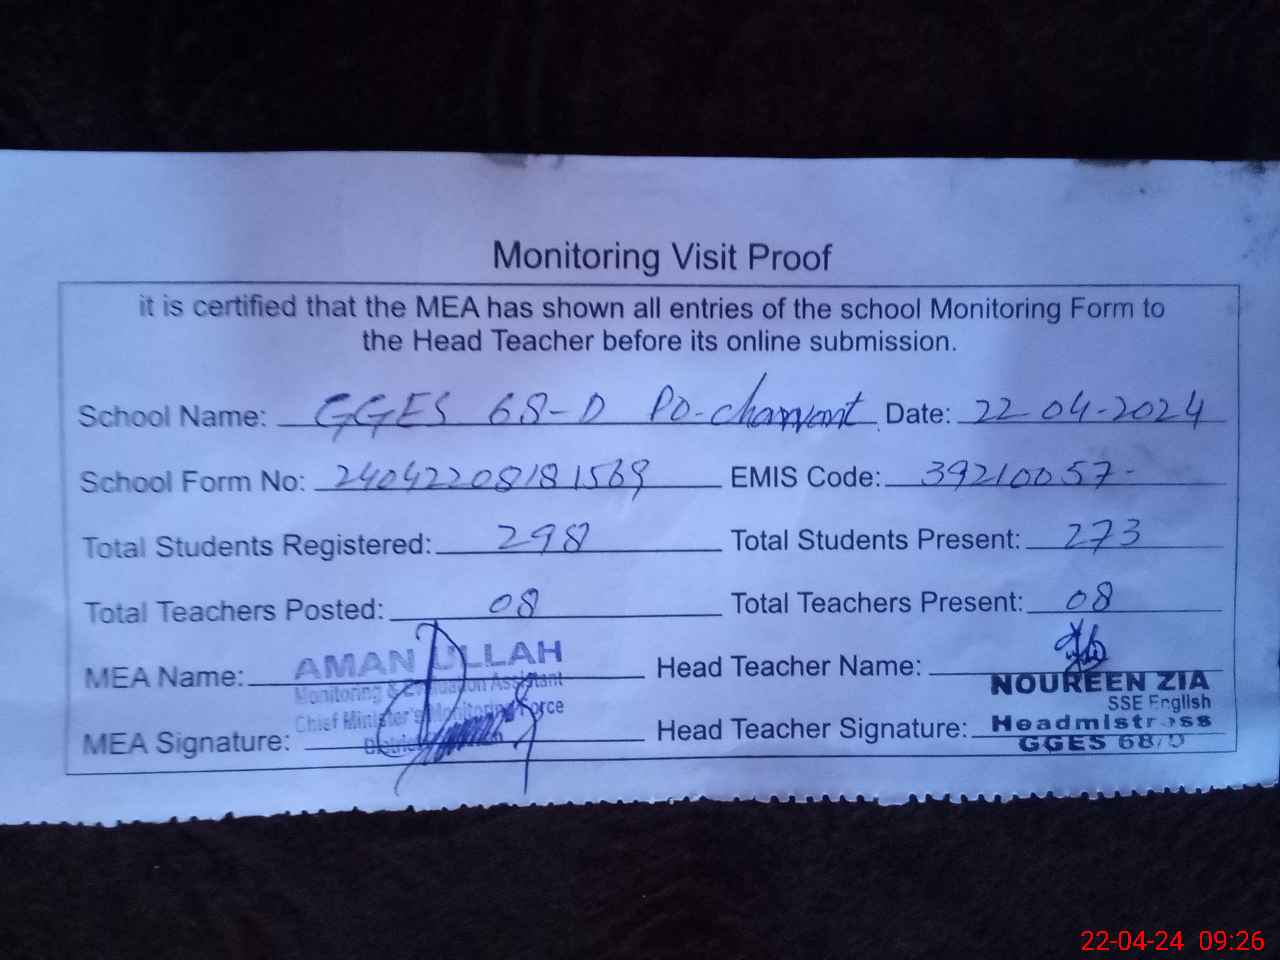 Monitoring Visit Proof
it is certified that the MEA has shown all entries of the school Monitoring Form to
the Head Teacher before its online submission.
School Name: GGES 68-D PO- Date: 22-04-2024
School Form No: 24042208181569 EMIS Code: 39210057-
Total Students Registered: 298 Total Students Present: 273
Total Teachers Posted: 08 Total Teachers Present: 08
MEA Name: AMAN ULLAH Head Teacher Name:
Monitoring & Evaluation Assistant NOUREEN ZIA
Chief Minister's Monitoring Force SSE English
MEA Signature: District Head Teacher Signature: Headmistress
GGES 68/D
22-04-24 09:26